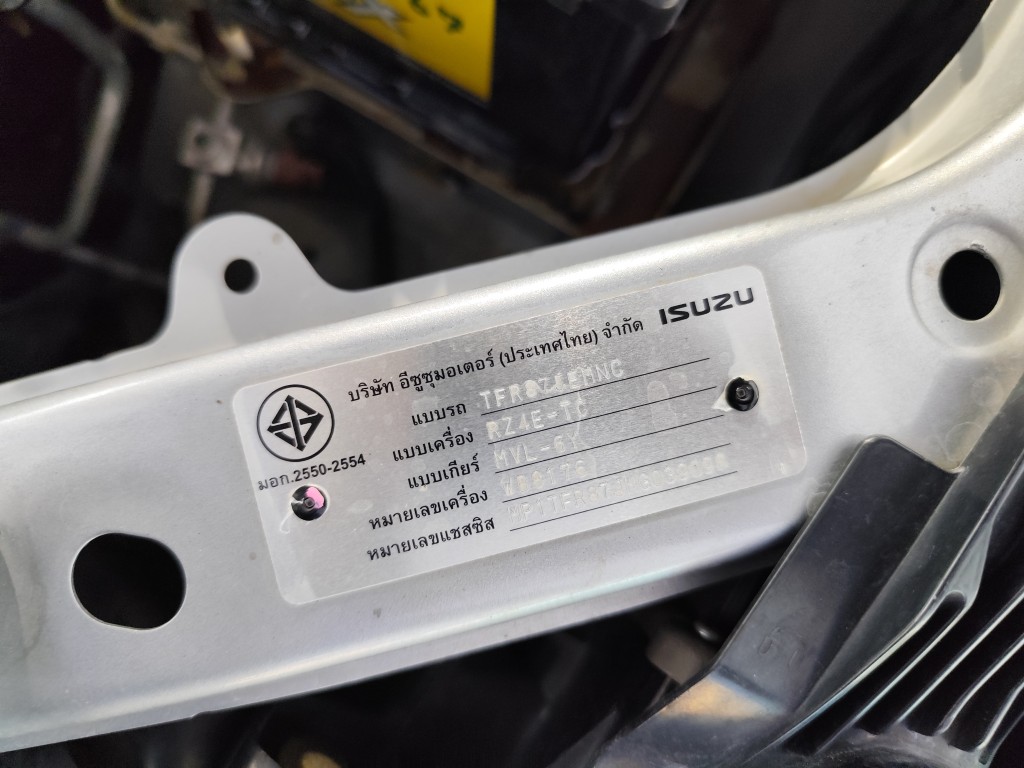 ISUZU
บริษัท อีซูซุมอเตอร์ (ประเทศไทย) จำกัด
มอก.2550-2554
แบบรถ
แบบเครื่อง RZ4E-TC
แบบเกียร์ MVL-6Y
หมายเลขเครื่อง
หมายเลขแชสซิส